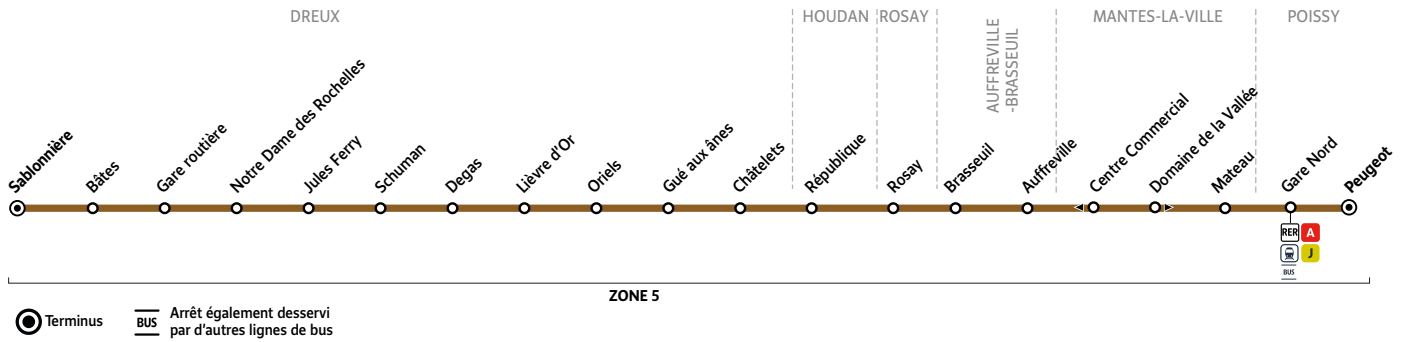 DREUX
HOUDAN
ROSAY
AUFFREVILLE
-BRASSEUIL
MANTES-LA-VILLE
POISSY
Sablonnière
Bâtes
Gare routière
Notre Dame des Rochelles
Jules Ferry
Schuman
Degas
Lièvre d'Or
Oriels
Gué aux ânes
Châtelets
République
Rosay
Brasseuil
Auffreville
Centre Commercial
Domaine de la Vallée
Mateau
Gare Nord
Peugeot
RER A
J
BUS
ZONE 5
Terminus
BUS
Arrêt également desservi
par d'autres lignes de bus